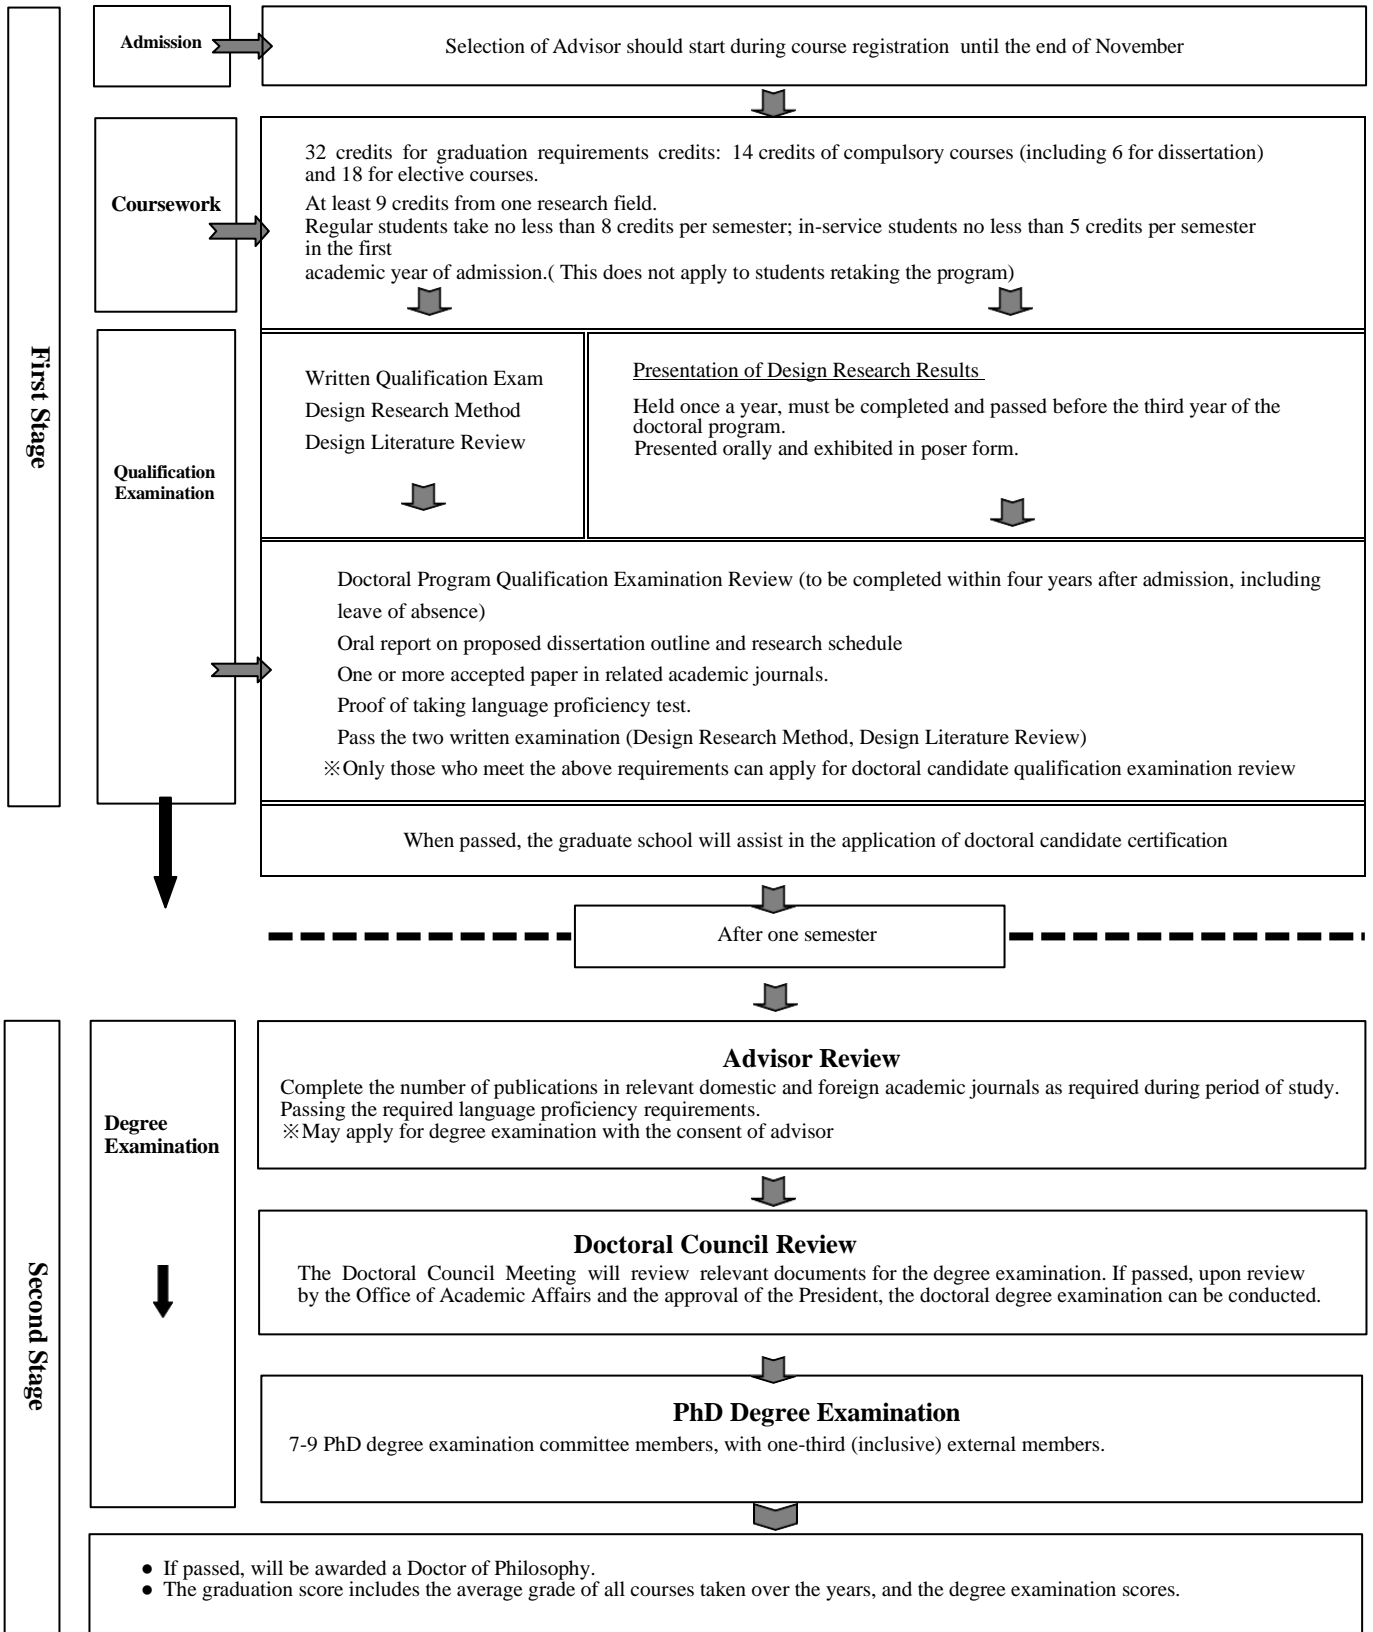 First Stage
Admission
Selection of Advisor should start during course registration until the end of November
Coursework
32 credits for graduation requirements credits: 14 credits of compulsory courses (including 6 for dissertation)
and 18 for elective courses.
At least 9 credits from one research field.
Regular students take no less than 8 credits per semester; in-service students no less than 5 credits per semester
in the first
academic year of admission.( This does not apply to students retaking the program)
Qualification
Examination
Written Qualification Exam
Design Research Method
Design Literature Review
Presentation of Design Research Results
Held once a year, must be completed and passed before the third year of the
doctoral program.
Presented orally and exhibited in poser form.
Doctoral Program Qualification Examination Review (to be completed within four years after admission, including
leave of absence)
Oral report on proposed dissertation outline and research schedule
One or more accepted paper in related academic journals.
Proof of taking language proficiency test.
Pass the two written examination (Design Research Method, Design Literature Review)
※Only those who meet the above requirements can apply for doctoral candidate qualification examination review
When passed, the graduate school will assist in the application of doctoral candidate certification
After one semester
Second Stage
Degree
Examination
Advisor Review
Complete the number of publications in relevant domestic and foreign academic journals as required during period of study.
Passing the required language proficiency requirements.
※May apply for degree examination with the consent of advisor
Doctoral Council Review
The Doctoral Council Meeting will review relevant documents for the degree examination. If passed, upon review
by the Office of Academic Affairs and the approval of the President, the doctoral degree examination can be conducted.
PhD Degree Examination
7-9 PhD degree examination committee members, with one-third (inclusive) external members.
● If passed, will be awarded a Doctor of Philosophy.
● The graduation score includes the average grade of all courses taken over the years, and the degree examination scores.